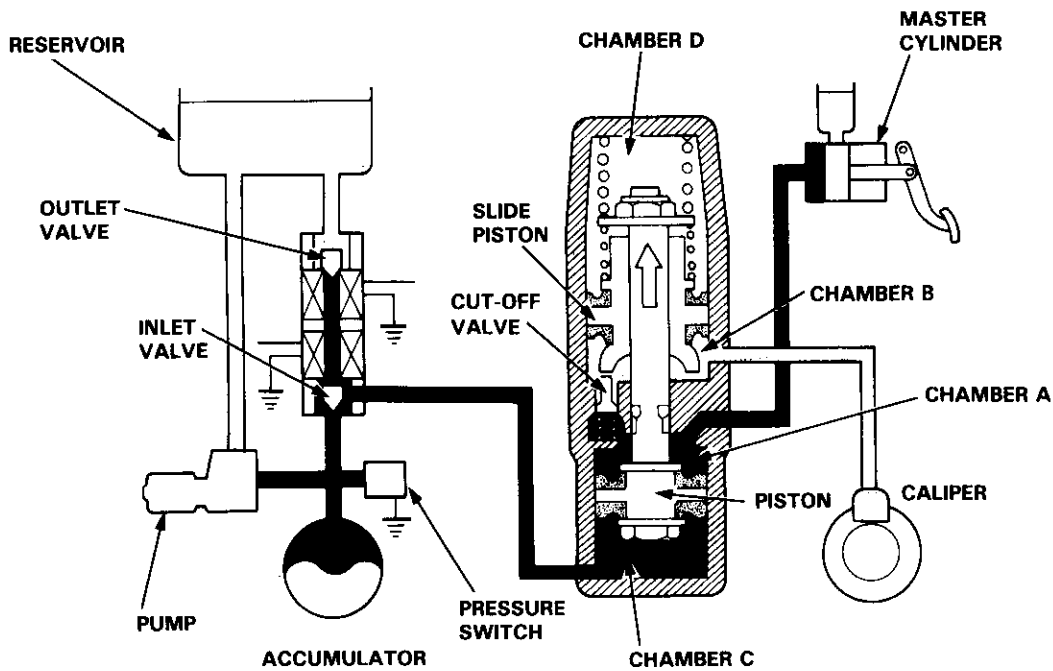 RESERVOIR
CHAMBER D
MASTER
CYLINDER
OUTLET
VALVE
SLIDE
PISTON
CUT-OFF
VALVE
CHAMBER B
INLET
VALVE
CHAMBER A
PISTON
CALIPER
PUMP
PRESSURE
SWITCH
ACCUMULATOR
CHAMBER C